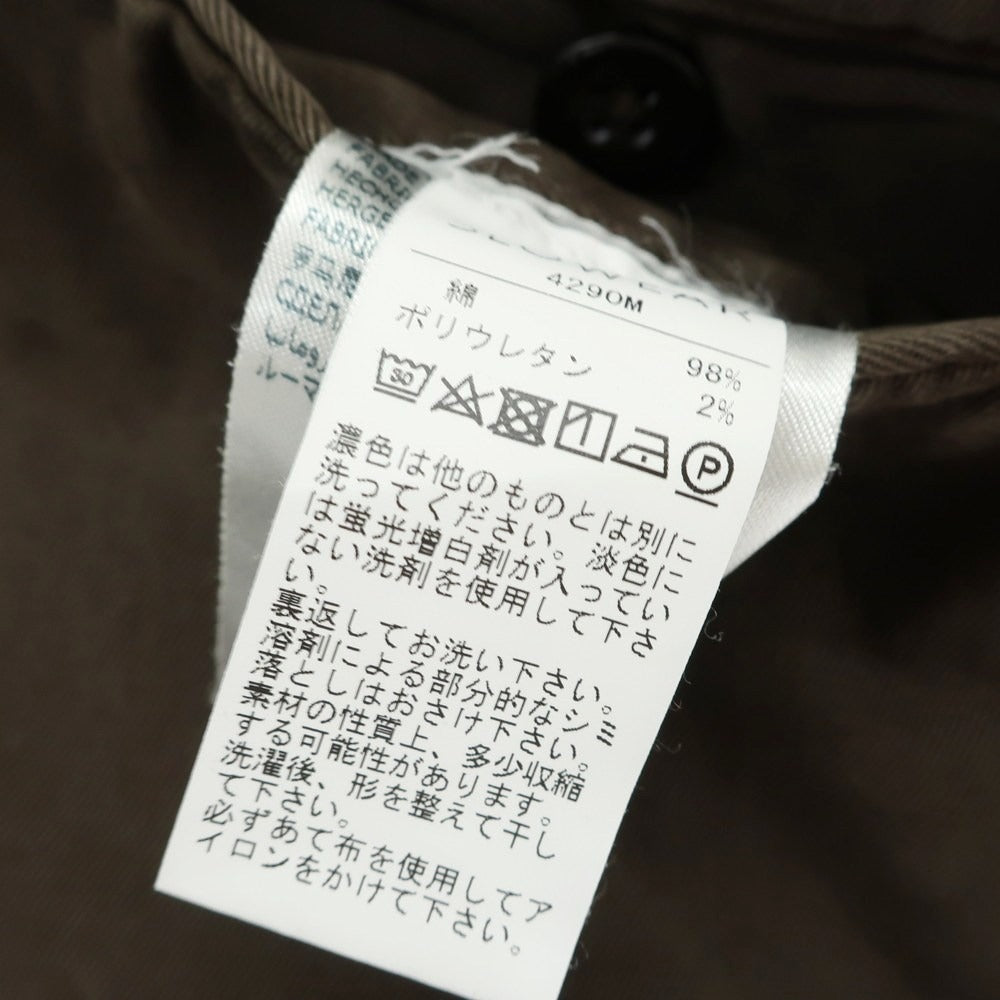 4290M
綿 98%
ポリウレタン 2%
30
P
濃色は他のものとは別に
洗ってください。淡色に
は蛍光増白剤が入ってい
ない洗剤を使用して下さ
い。
裏返してお洗い下さい。
溶剤による部分的なシミ
落としはおさけ下さい。
素材の性質上、多少収縮
する可能性があります。
洗濯後、形を整えて干し
て下さい。
必ずあて布を使用してア
イロンをかけて下さい。